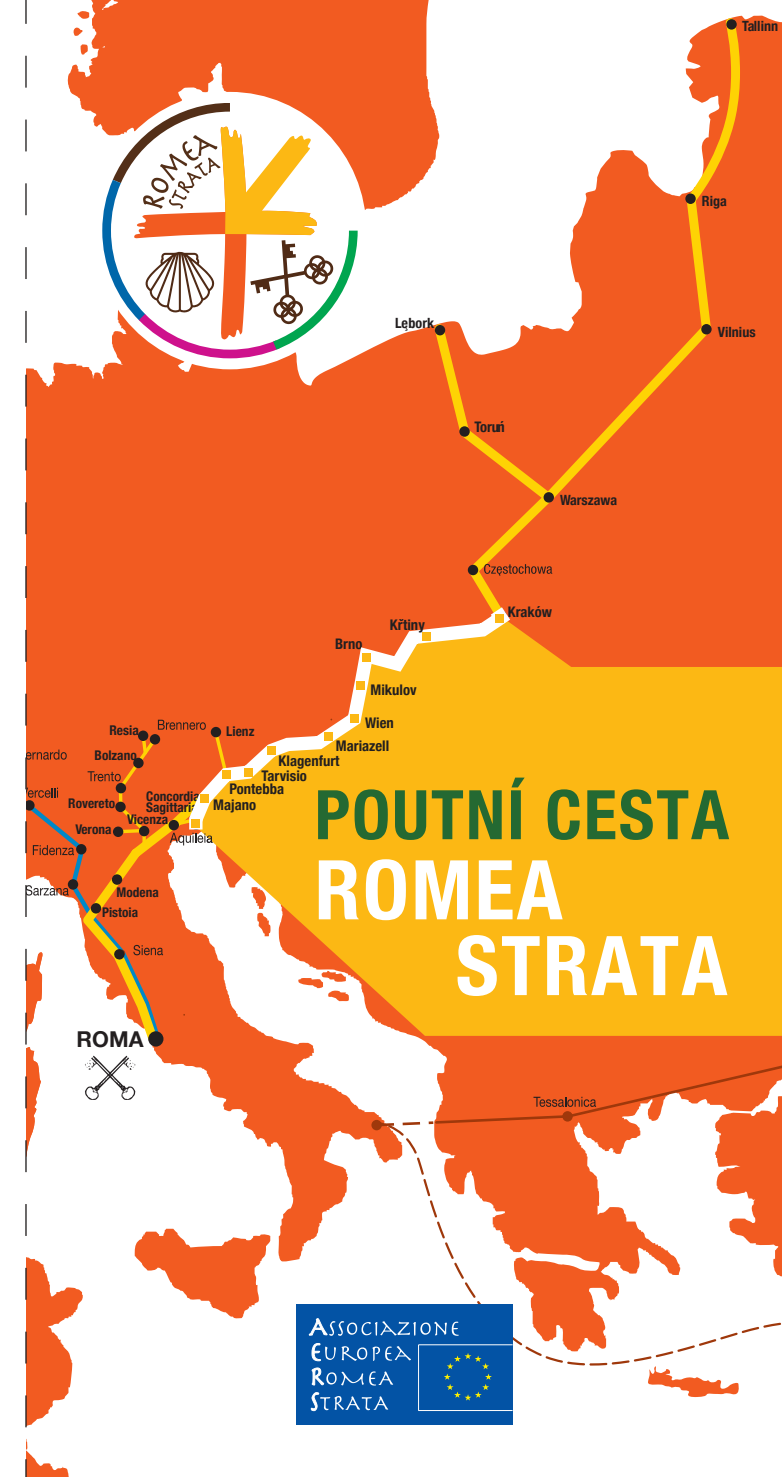 Tallinn
ROMEA
STRATA
Riga
Lębork
Vilnius
Toruń
Warszawa
Częstochowa
Kraków
Křtiny
Brno
Mikulov
Wien
Resia
Brennero
Lienz
Mariazell
ernardo
Bolzano
Klagenfurt
Trento
Tarvisio
ercelli
Pontebba
Rovereto
Concordia
Sagittaria
Majano
Vicenza
Verona
Aquileia
Fidenza
Sarzana
Modena
Pistoia
Siena
POUTNÍ CESTA
ROMEA
STRATA
ROMA
Tessalonica
ASSOCIAZIONE
EUROPEA
ROMEA
STRATA